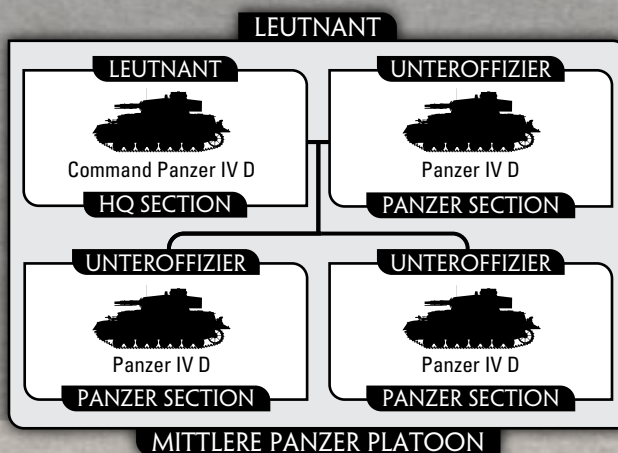 LEUTNANT
LEUTNANT
Command Panzer IV D
HQ SECTION
UNTEROFFIZIER
Panzer IV D
PANZER SECTION
UNTEROFFIZIER
Panzer IV D
PANZER SECTION
UNTEROFFIZIER
Panzer IV D
PANZER SECTION
MITTLERE PANZER PLATOON